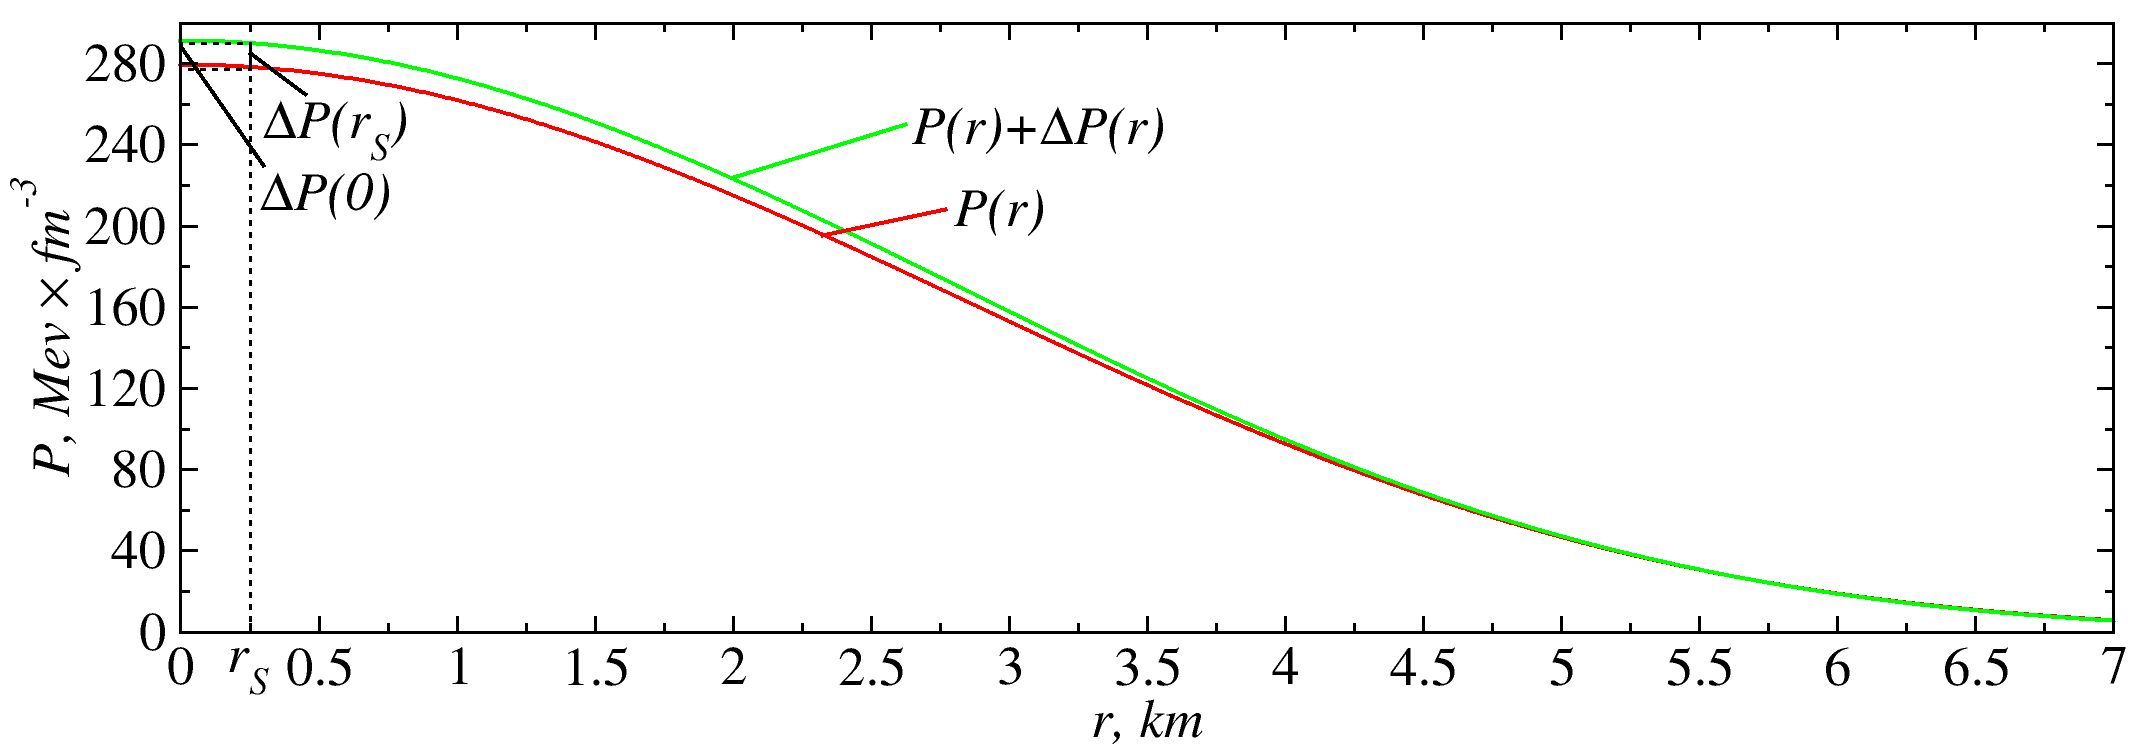 280
240
200
160
120
80
40
0
P, Mev × fm⁻³
ΔP(r_S)
ΔP(0)
P(r)+ΔP(r)
P(r)
0 r_S 0.5 1 1.5 2 2.5 3 3.5 4 4.5 5 5.5 6 6.5 7
r, km